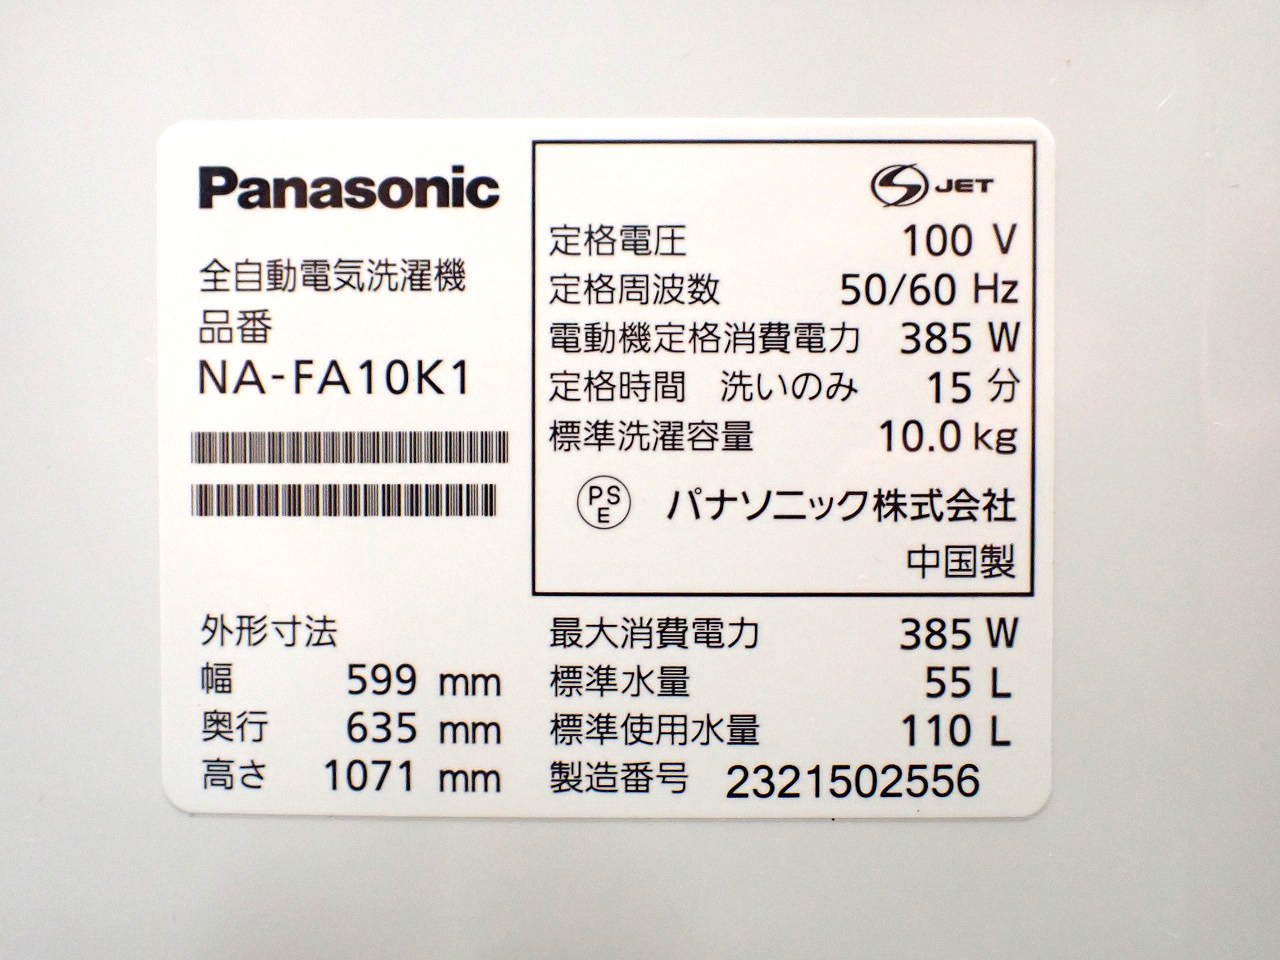 Panasonic
全自動電気洗濯機
品番
NA-FA10K1
JET
定格電圧 100 V
定格周波数 50/60 Hz
電動機定格消費電力 385 W
定格時間 洗いのみ 15 分
標準洗濯容量 10.0 kg
PSE パナソニック株式会社
中国製
外形寸法
幅 599 mm
奥行 635 mm
高さ 1071 mm
最大消費電力 385 W
標準水量 55 L
標準使用水量 110 L
製造番号 2321502556